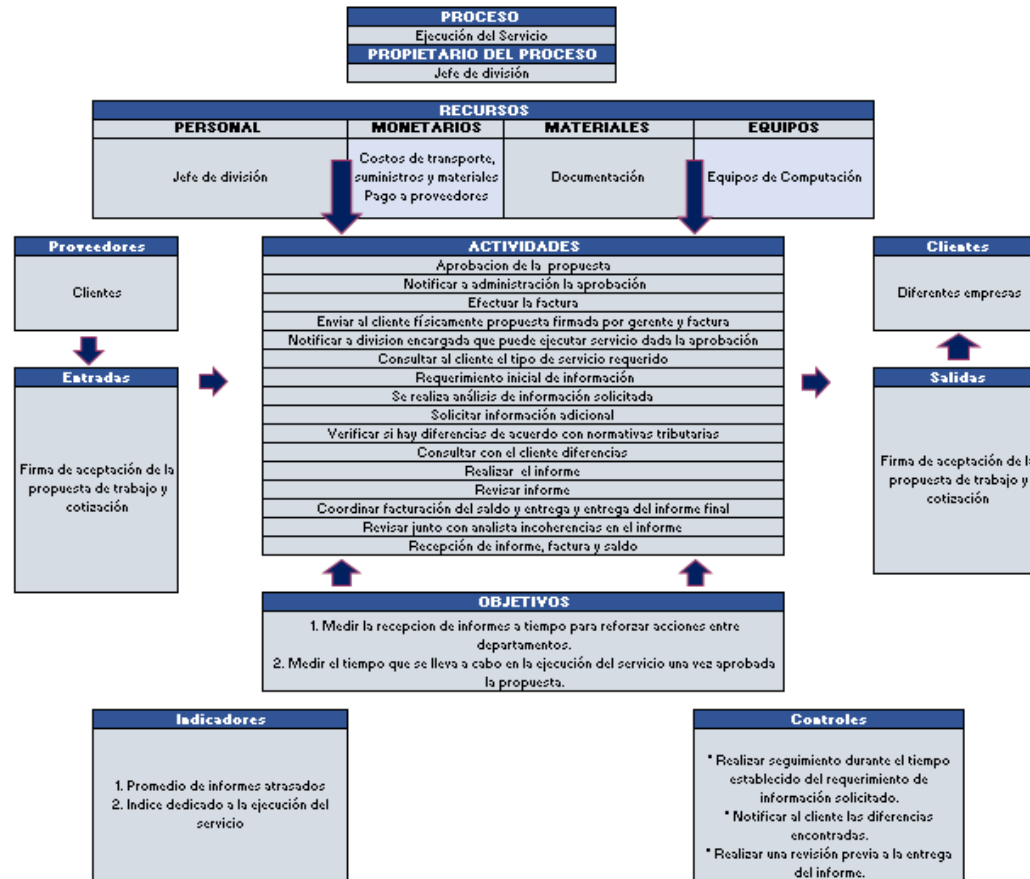 PROCESO
Ejecución del Servicio
PROPIETARIO DEL PROCESO
Jefe de división
RECURSOS
PERSONAL
MONETARIOS
MATERIALES
EQUIPOS
Jefe de división
Costos de transporte,
suministros y materiales
Pago a proveedores
Documentación
Equipos de Computación
Proveedores
Clientes
Entradas
Firma de aceptación de la
propuesta de trabajo y
cotización
ACTIVIDADES
Aprobacion de la propuesta
Notificar a administración la aprobación
Efectuar la factura
Enviar al cliente físicamente propuesta firmada por gerente y factura
Notificar a division encargada que puede ejecutar servicio dada la aprobación
Consultar al cliente el tipo de servicio requerido
Requerimiento inicial de información
Se realiza análisis de información solicitada
Solicitar información adicional
Verificar si hay diferencias de acuerdo con normativas tributarias
Consultar con el cliente diferencias
Realizar el informe
Revisar informe
Coordinar facturación del saldo y entrega y entrega del informe final
Revisar junto con analista incoherencias en el informe
Recepción de informe, factura y saldo
Clientes
Diferentes empresas
Salidas
Firma de aceptación de la
propuesta de trabajo y
cotización
OBJETIVOS
1. Medir la recepcion de informes a tiempo para reforzar acciones entre
departamentos.
2. Medir el tiempo que se lleva a cabo en la ejecución del servicio una vez aprobada
la propuesta.
Indicadores
1. Promedio de informes atrasados
2. Indice dedicado a la ejecución del
servicio
Controles
* Realizar seguimiento durante el tiempo
establecido del requerimiento de
información solicitado.
* Notificar al cliente las diferencias
encontradas.
* Realizar una revisión previa a la entrega
del informe.